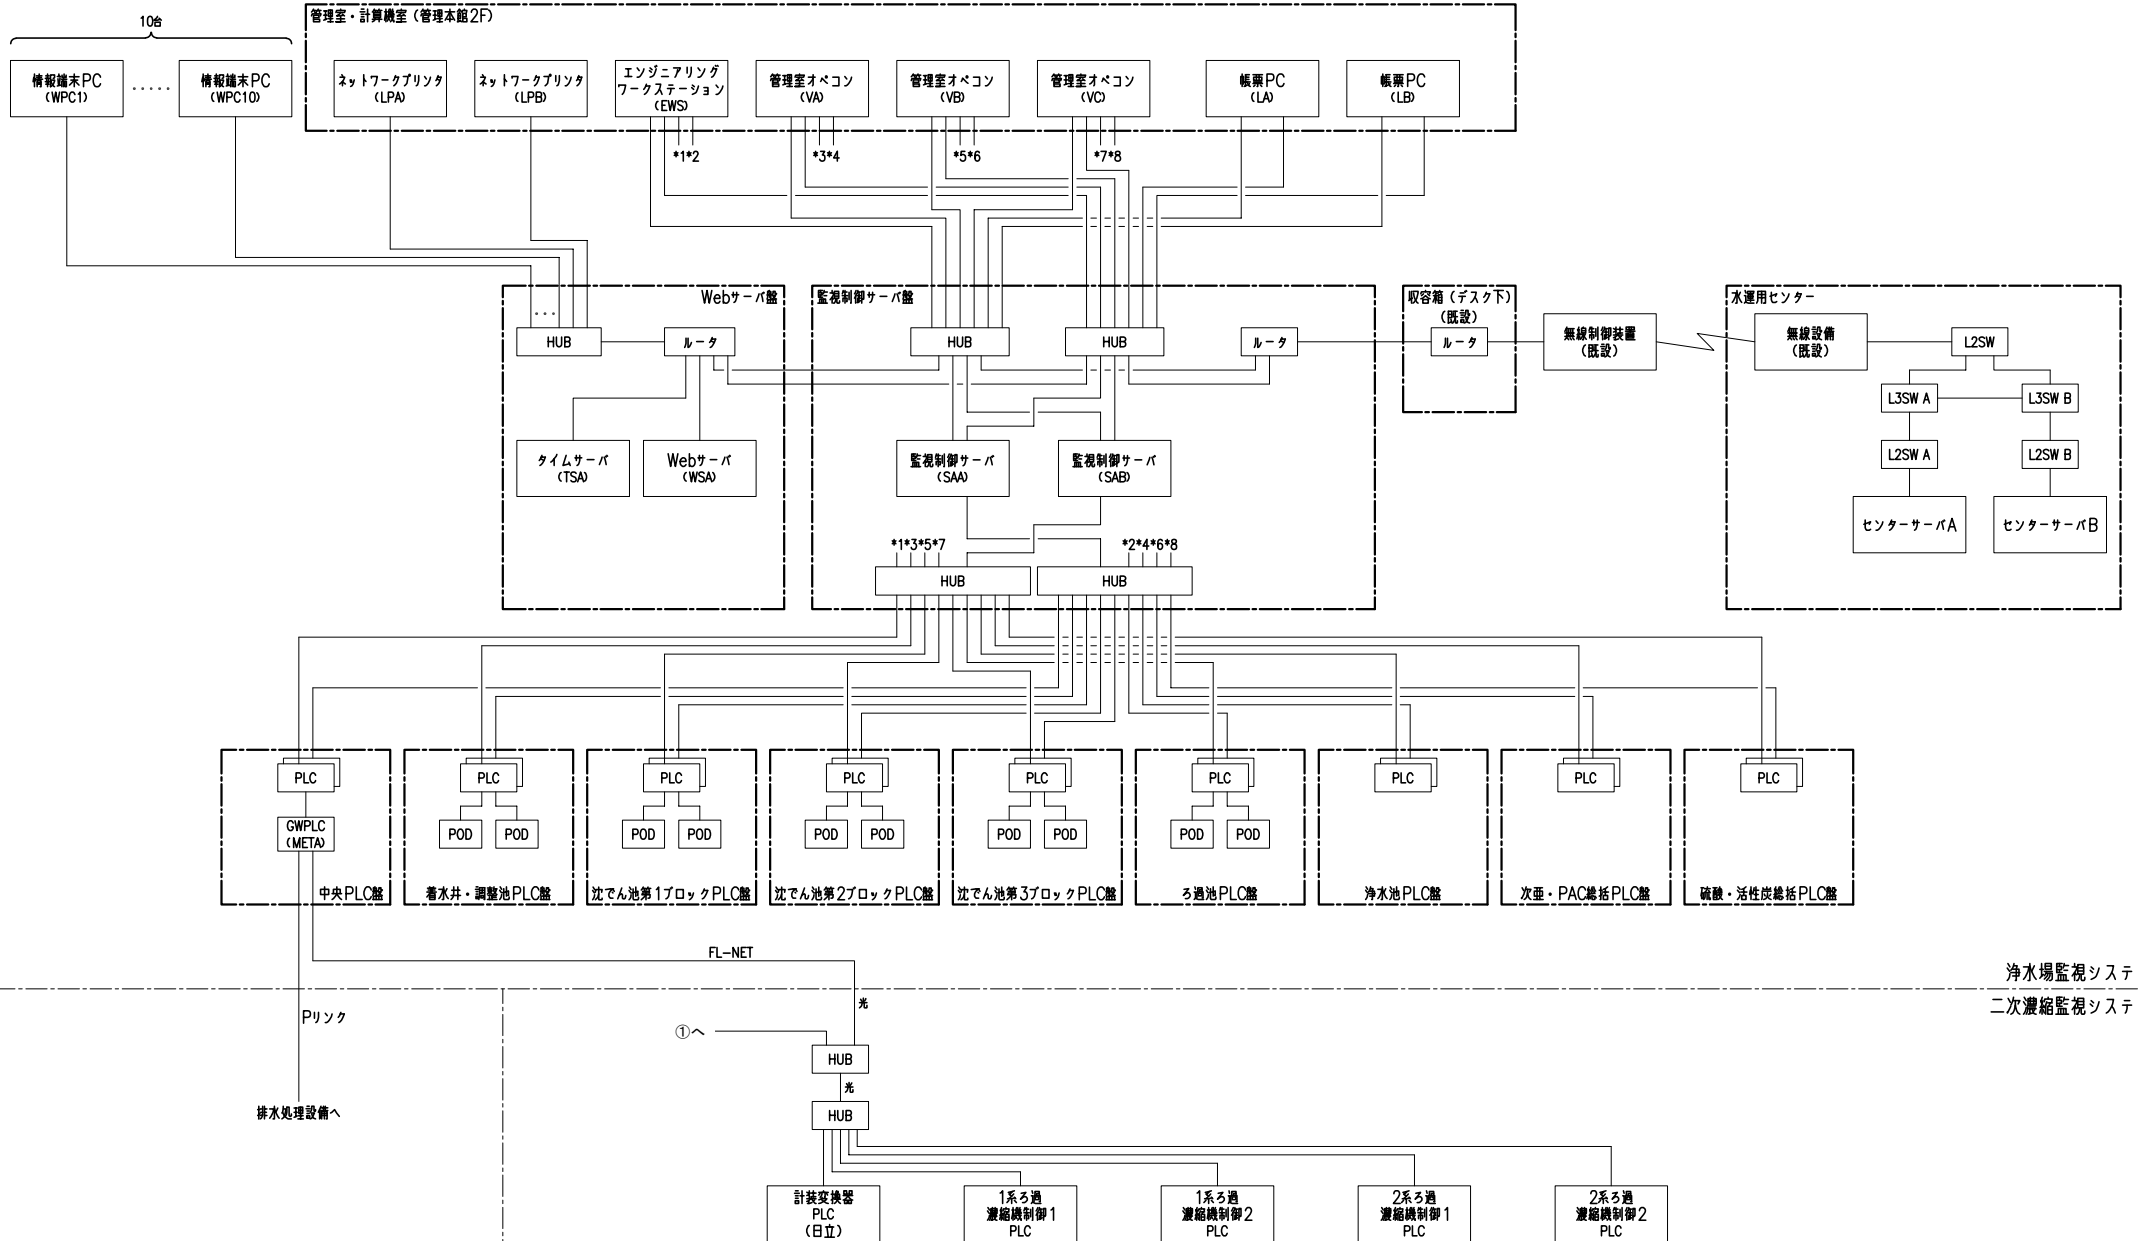 10台
管理室・計算機室（管理本館2F）
情報端末PC
（WPC1）
・・・・・
情報端末PC
（WPC10）
ネットワークプリンタ
（LPA）
ネットワークプリンタ
（LPB）
エンジニアリング
ワークステーション
（EWS）
管理室オペコン
（VA）
管理室オペコン
（VB）
管理室オペコン
（VC）
帳票PC
（LA）
帳票PC
（LB）
*1*2
*3*4
*5*6
*7*8
Webサーバ盤
監視制御サーバ盤
収容箱（デスク下）
（既設）
水運用センター
・・・
HUB
ルータ
HUB
HUB
ルータ
ルータ
無線制御装置
（既設）
無線設備
（既設）
L2SW
L3SW A
L3SW B
タイムサーバ
（TSA）
Webサーバ
（WSA）
監視制御サーバ
（SAA）
監視制御サーバ
（SAB）
L2SW A
L2SW B
センターサーバA
センターサーバB
*1*3*5*7
*2*4*6*8
HUB
HUB
PLC
PLC
PLC
PLC
PLC
PLC
PLC
PLC
PLC
GWPLC
（META）
POD
POD
POD
POD
POD
POD
POD
POD
POD
POD
中央PLC盤
着水井・調整池PLC盤
沈でん池第1ブロックPLC盤
沈でん池第2ブロックPLC盤
沈でん池第3ブロックPLC盤
ろ過池PLC盤
浄水池PLC盤
次亜・PAC総括PLC盤
硫酸・活性炭総括PLC盤
FL-NET
浄水場監視システ
光
二次濃縮監視システ
Pリンク
①へ
HUB
光
HUB
排水処理設備へ
計装変換器
PLC
（日立）
1系ろ過
濃縮機制御1
PLC
1系ろ過
濃縮機制御2
PLC
2系ろ過
濃縮機制御1
PLC
2系ろ過
濃縮機制御2
PLC